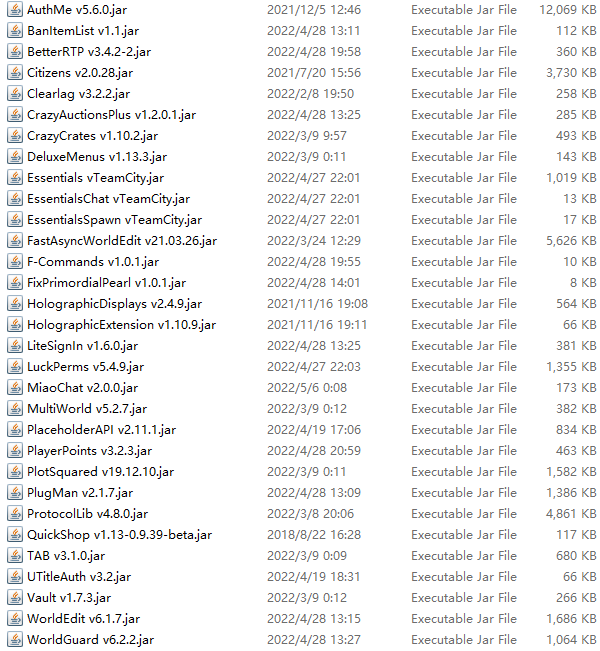 AuthMe v5.6.0.jar 2021/12/5 12:46 Executable Jar File 12,069 KB
BanItemList v1.1.jar 2022/4/28 13:11 Executable Jar File 112 KB
BetterRTP v3.4.2-2.jar 2022/4/28 19:58 Executable Jar File 360 KB
Citizens v2.0.28.jar 2021/7/20 15:56 Executable Jar File 3,730 KB
Clearlag v3.2.2.jar 2022/2/8 19:50 Executable Jar File 258 KB
CrazyAuctionsPlus v1.2.0.1.jar 2022/4/28 13:25 Executable Jar File 285 KB
CrazyCrates v1.10.2.jar 2022/3/9 9:57 Executable Jar File 493 KB
DeluxeMenus v1.13.3.jar 2022/3/9 0:11 Executable Jar File 143 KB
Essentials vTeamCity.jar 2022/4/27 22:01 Executable Jar File 1,019 KB
EssentialsChat vTeamCity.jar 2022/4/27 22:01 Executable Jar File 13 KB
EssentialsSpawn vTeamCity.jar 2022/4/27 22:01 Executable Jar File 17 KB
FastAsyncWorldEdit v21.03.26.jar 2022/3/24 12:29 Executable Jar File 5,626 KB
F-Commands v1.0.1.jar 2022/4/28 19:55 Executable Jar File 10 KB
FixPrimordialPearl v1.0.1.jar 2022/4/28 14:01 Executable Jar File 8 KB
HolographicDisplays v2.4.9.jar 2021/11/16 19:08 Executable Jar File 564 KB
HolographicExtension v1.10.9.jar 2021/11/16 19:11 Executable Jar File 66 KB
LiteSignIn v1.6.0.jar 2022/4/28 13:25 Executable Jar File 381 KB
LuckPerms v5.4.9.jar 2022/4/27 22:03 Executable Jar File 1,355 KB
MiaoChat v2.0.0.jar 2022/5/6 0:08 Executable Jar File 173 KB
MultiWorld v5.2.7.jar 2022/3/9 0:12 Executable Jar File 382 KB
PlaceholderAPI v2.11.1.jar 2022/4/19 17:06 Executable Jar File 834 KB
PlayerPoints v3.2.3.jar 2022/4/28 20:59 Executable Jar File 463 KB
PlotSquared v19.12.10.jar 2022/3/9 0:11 Executable Jar File 1,582 KB
PlugMan v2.1.7.jar 2022/4/28 13:09 Executable Jar File 1,386 KB
ProtocolLib v4.8.0.jar 2022/3/8 20:06 Executable Jar File 4,861 KB
QuickShop v1.13-0.9.39-beta.jar 2018/8/22 16:28 Executable Jar File 117 KB
TAB v3.1.0.jar 2022/3/9 0:09 Executable Jar File 680 KB
UTitleAuth v3.2.jar 2022/4/19 18:31 Executable Jar File 66 KB
Vault v1.7.3.jar 2022/3/9 0:12 Executable Jar File 266 KB
WorldEdit v6.1.7.jar 2022/4/28 13:15 Executable Jar File 1,686 KB
WorldGuard v6.2.2.jar 2022/4/28 13:27 Executable Jar File 1,064 KB